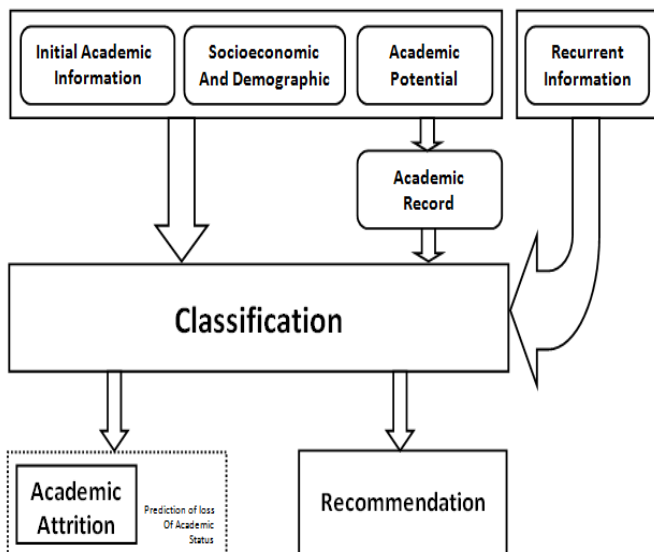 Initial Academic
Information
Socioeconomic
And Demographic
Academic
Potential
Recurrent
Information
Academic
Record
Classification
Academic
Attrition
Prediction of loss
Of Academic
Status
Recommendation